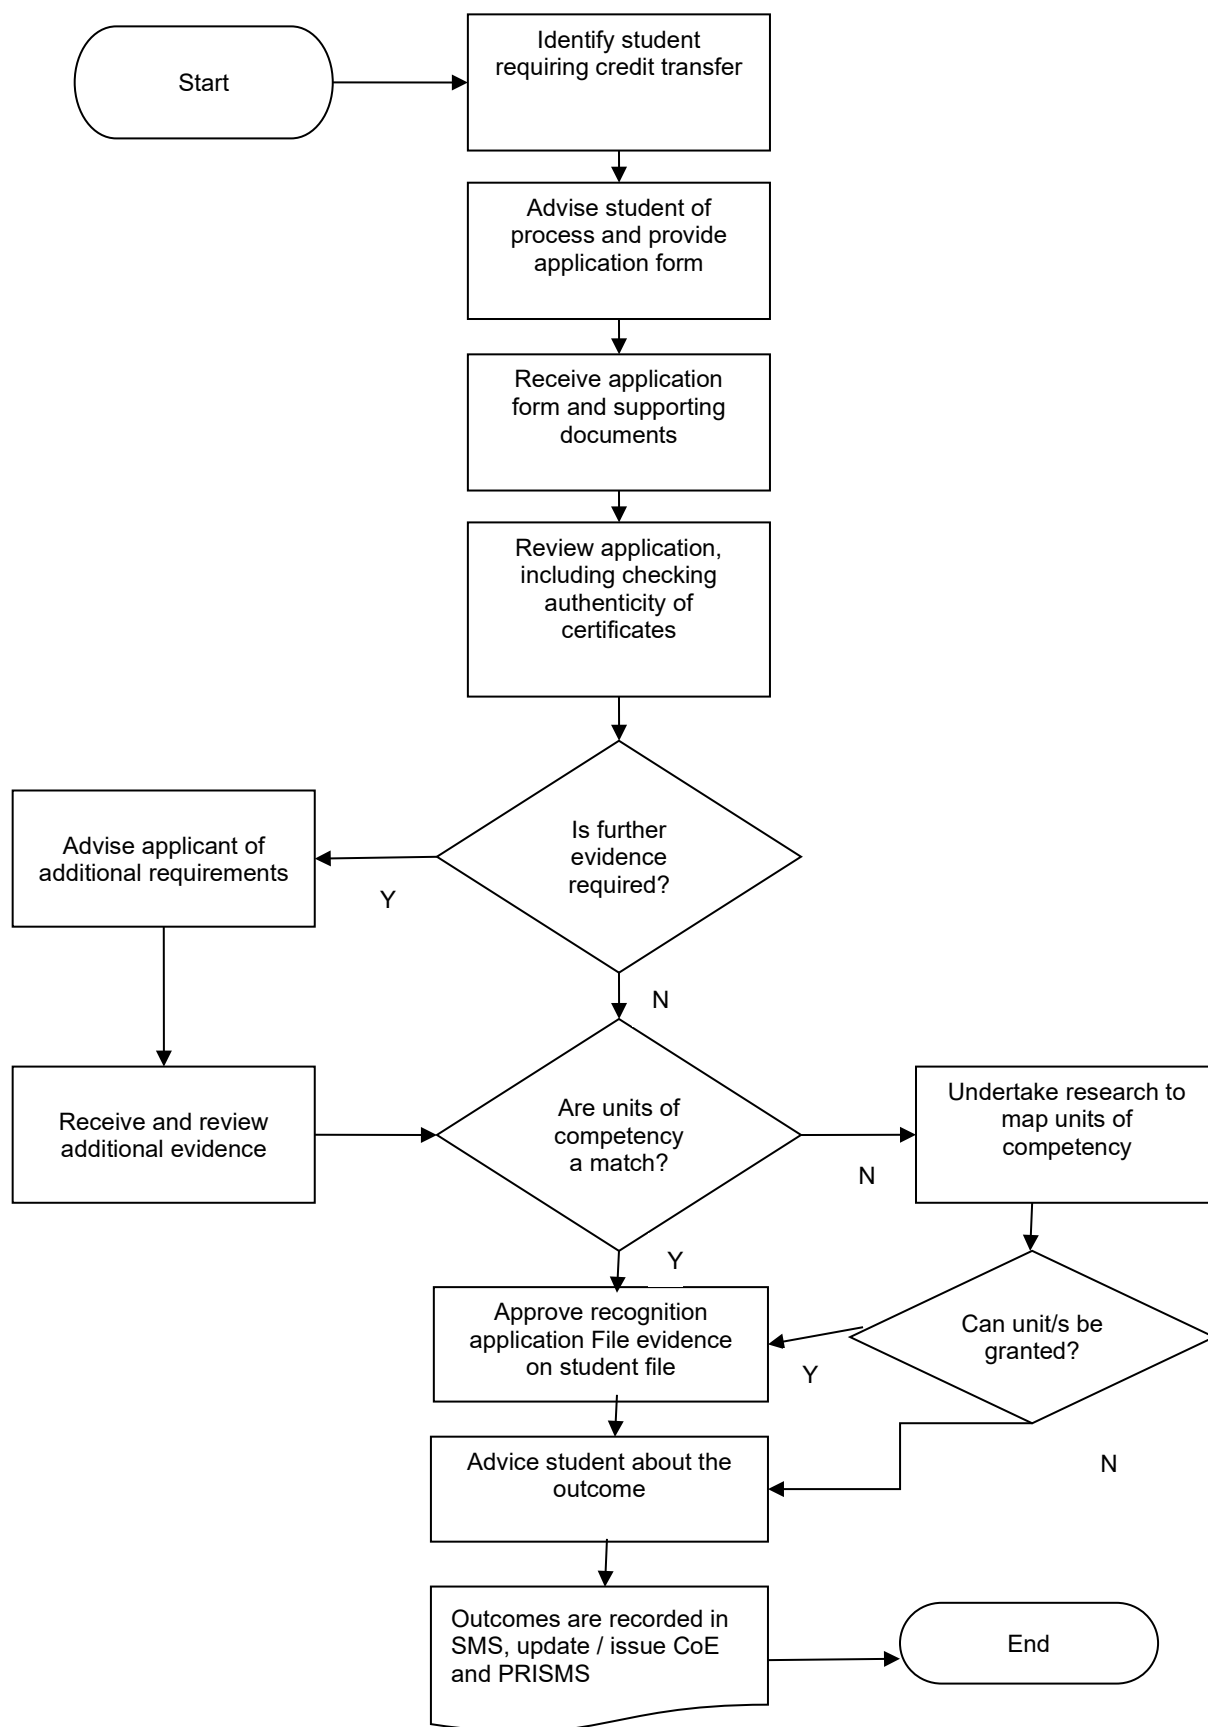 Start
Identify student
requiring credit transfer
Advise student of
process and provide
application form
Receive application
form and supporting
documents
Review application,
including checking
authenticity of
certificates
Is further
evidence
required?
Advise applicant of
additional requirements
Y
N
Receive and review
additional evidence
Are units of
competency
a match?
Undertake research to
map units of
competency
N
Y
Approve recognition
application File evidence
on student file
Can unit/s be
granted?
Y
Advice student about the
outcome
N
Outcomes are recorded in
SMS, update / issue CoE
and PRISMS
End